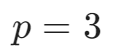 p = 3